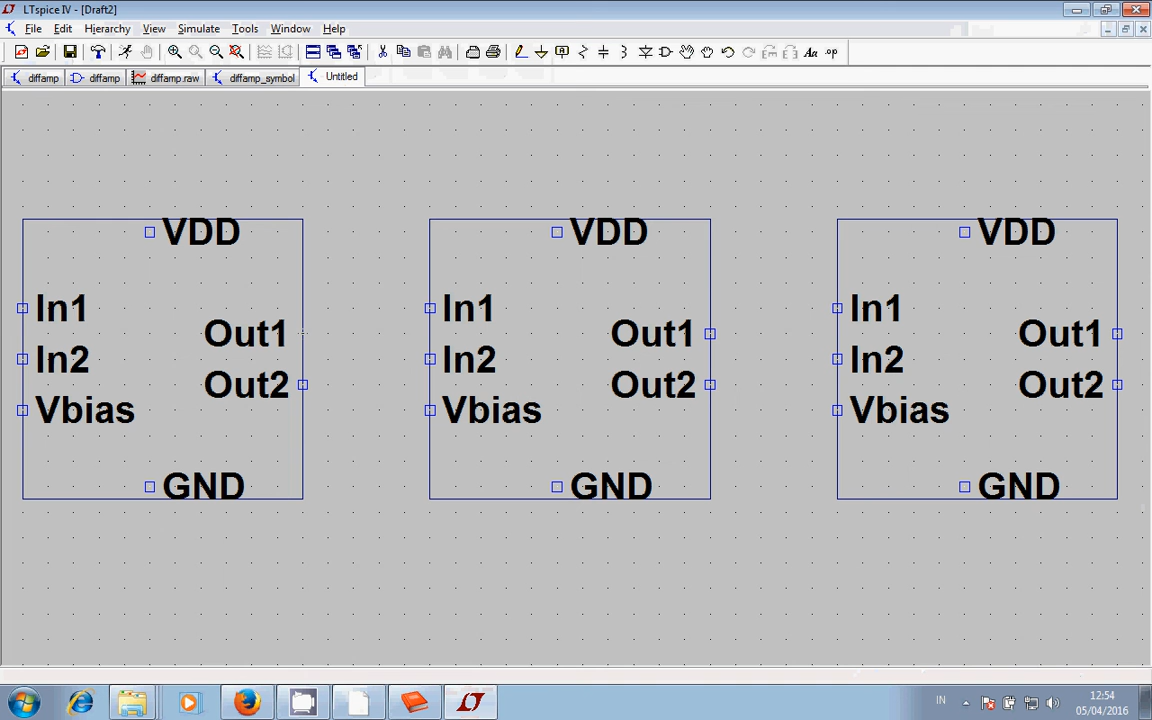 LTspice IV - [Draft2]
File Edit Hierarchy View Simulate Tools Window Help
Aa .op
diffamp diffamp diffamp.raw diffamp_symbol Untitled
VDD VDD VDD
In1 In1 In1
Out1 Out1 Out1
In2 In2 In2
Out2 Out2 Out2
Vbias Vbias Vbias
GND GND GND
IN 12:54
05/04/2016